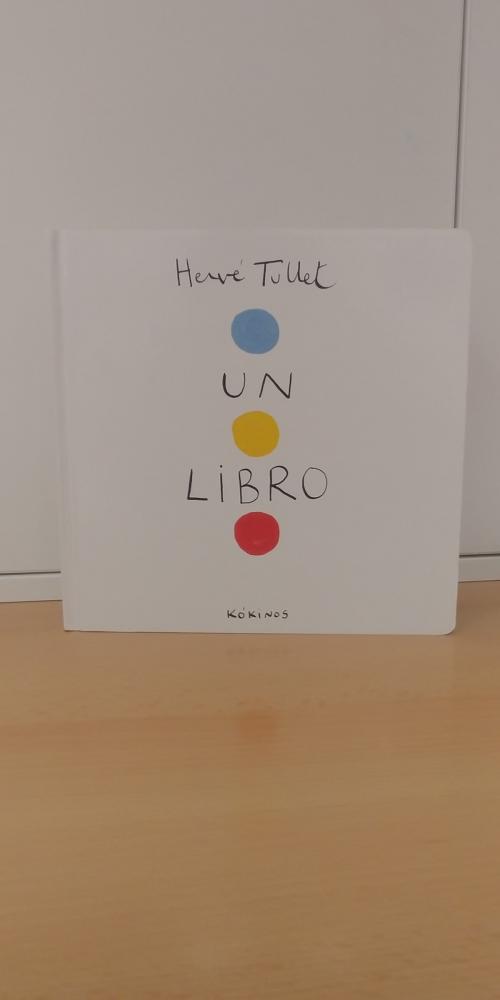 Hervé Tullet
UN
LiBRO
KÓKINOS